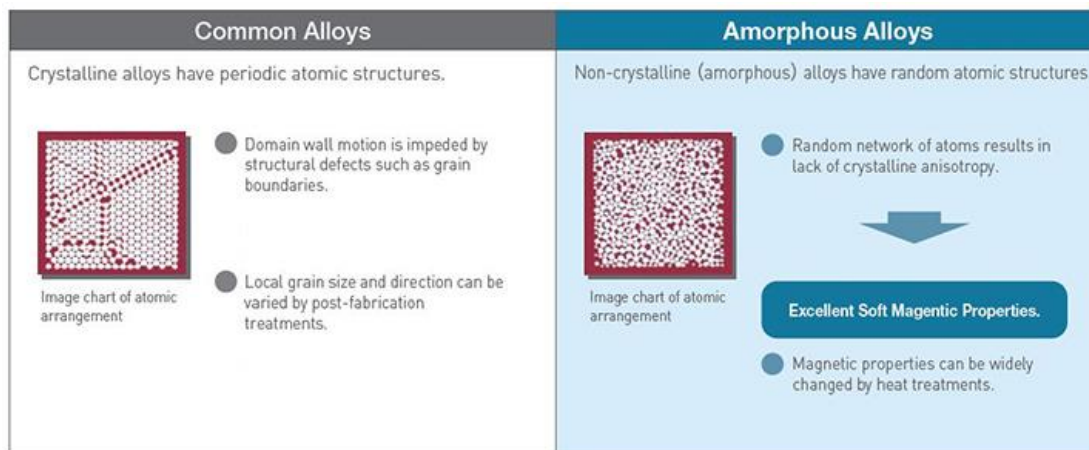 Common Alloys
Crystalline alloys have periodic atomic structures.
Domain wall motion is impeded by
structural defects such as grain
boundaries.
Local grain size and direction can be
varied by post-fabrication
treatments.
Image chart of atomic
arrangement
Amorphous Alloys
Non-crystalline (amorphous) alloys have random atomic structures
Random network of atoms results in
lack of crystalline anisotropy.
Image chart of atomic
arrangement
Excellent Soft Magentic Properties.
Magnetic properties can be widely
changed by heat treatments.